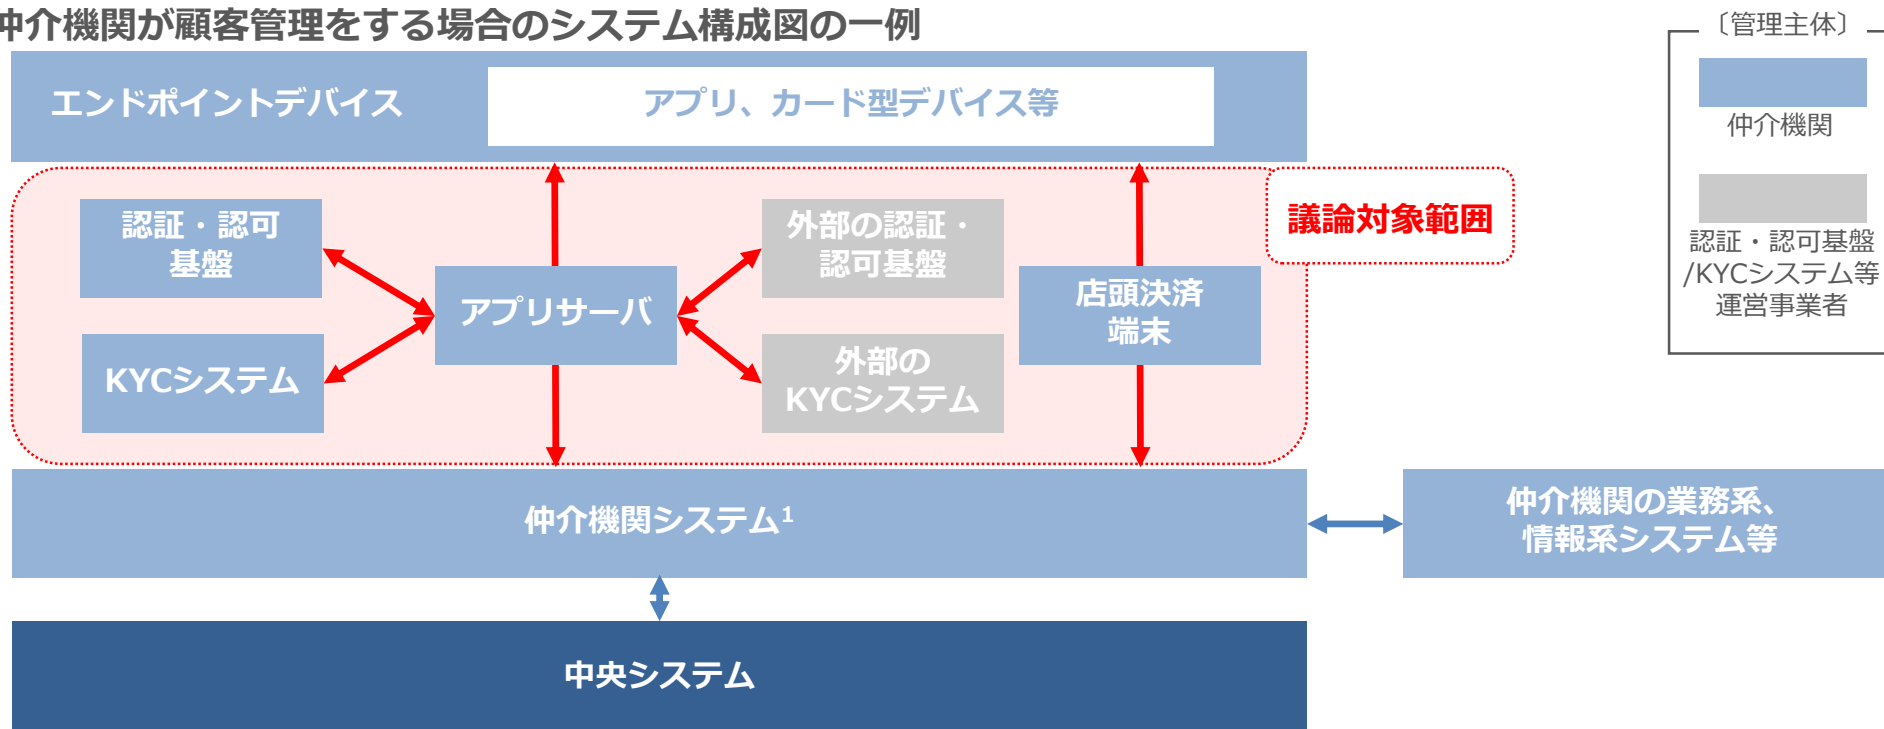 仲介機関が顧客管理をする場合のシステム構成図の一例
〔管理主体〕
エンドポイントデバイス
アプリ、カード型デバイス等
仲介機関
認証・認可
基盤
外部の認証・
認可基盤
議論対象範囲
認証・認可基盤
/KYCシステム等
運営事業者
アプリサーバ
店頭決済
端末
KYCシステム
外部の
KYCシステム
仲介機関システム1
仲介機関の業務系、
情報系システム等
中央システム